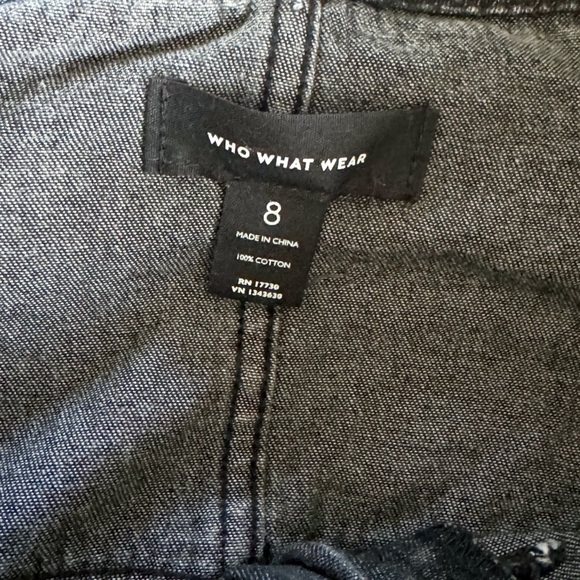 WHO WHAT WEAR
8
MADE IN CHINA
100% COTTON
RN 17730
VN 1343630